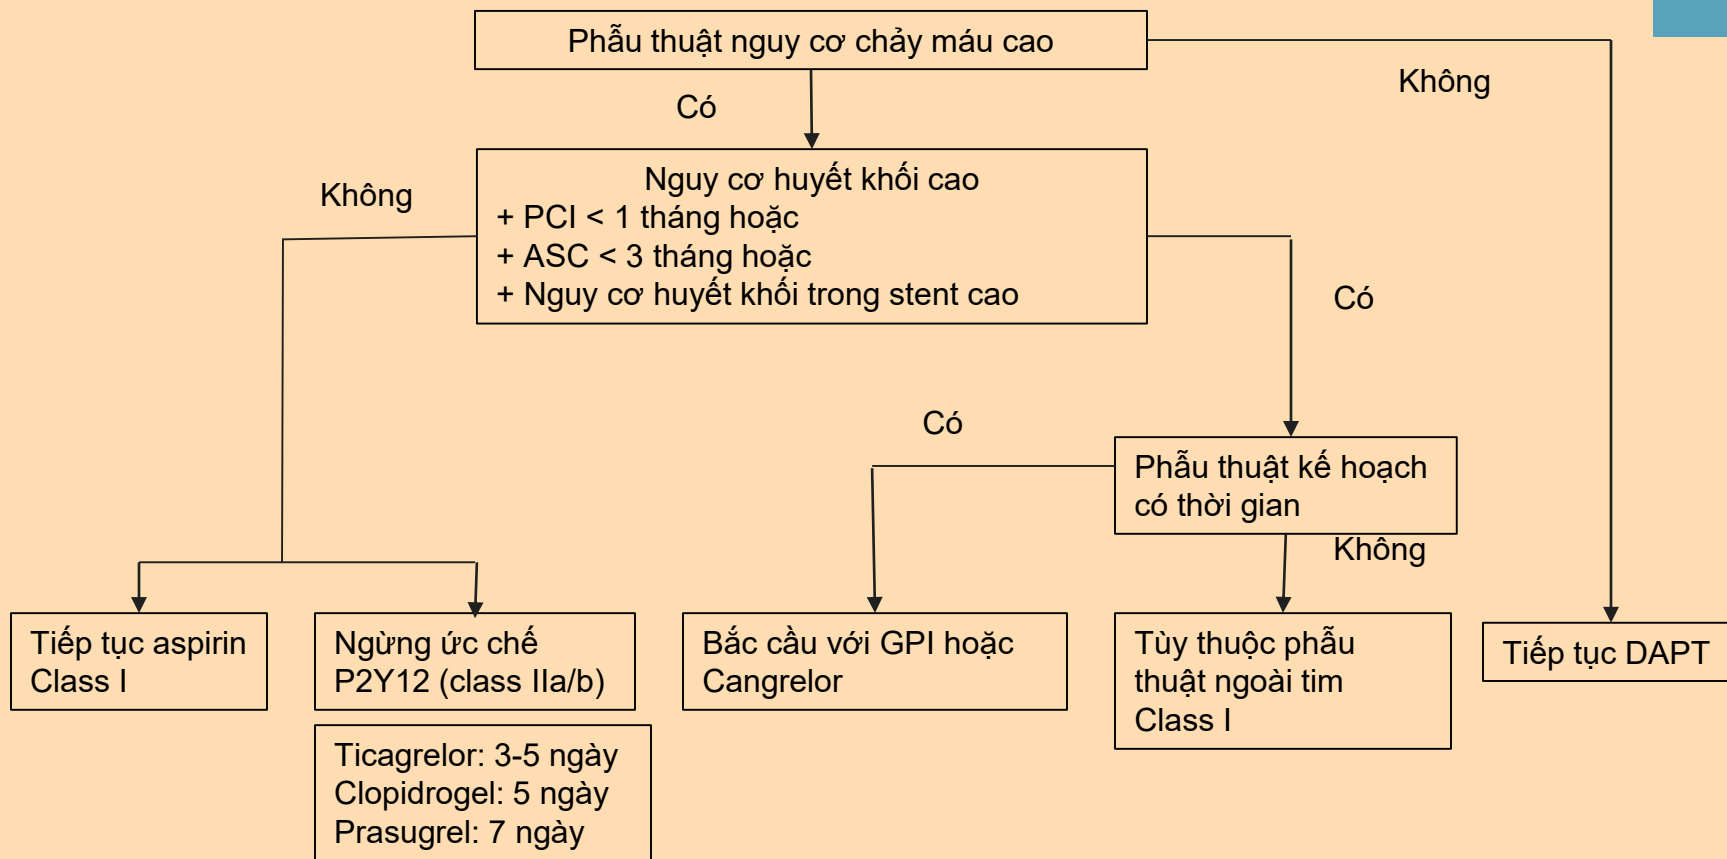 Phẫu thuật nguy cơ chảy máu cao
Không
Có
Nguy cơ huyết khối cao
+ PCI < 1 tháng hoặc
+ ASC < 3 tháng hoặc
+ Nguy cơ huyết khối trong stent cao
Không
Có
Có
Phẫu thuật kế hoạch
có thời gian
Không
Tiếp tục aspirin
Class I
Ngừng ức chế
P2Y12 (class IIa/b)
Bắc cầu với GPI hoặc
Cangrelor
Tùy thuộc phẫu
thuật ngoài tim
Class I
Tiếp tục DAPT
Ticagrelor: 3-5 ngày
Clopidrogel: 5 ngày
Prasugrel: 7 ngày